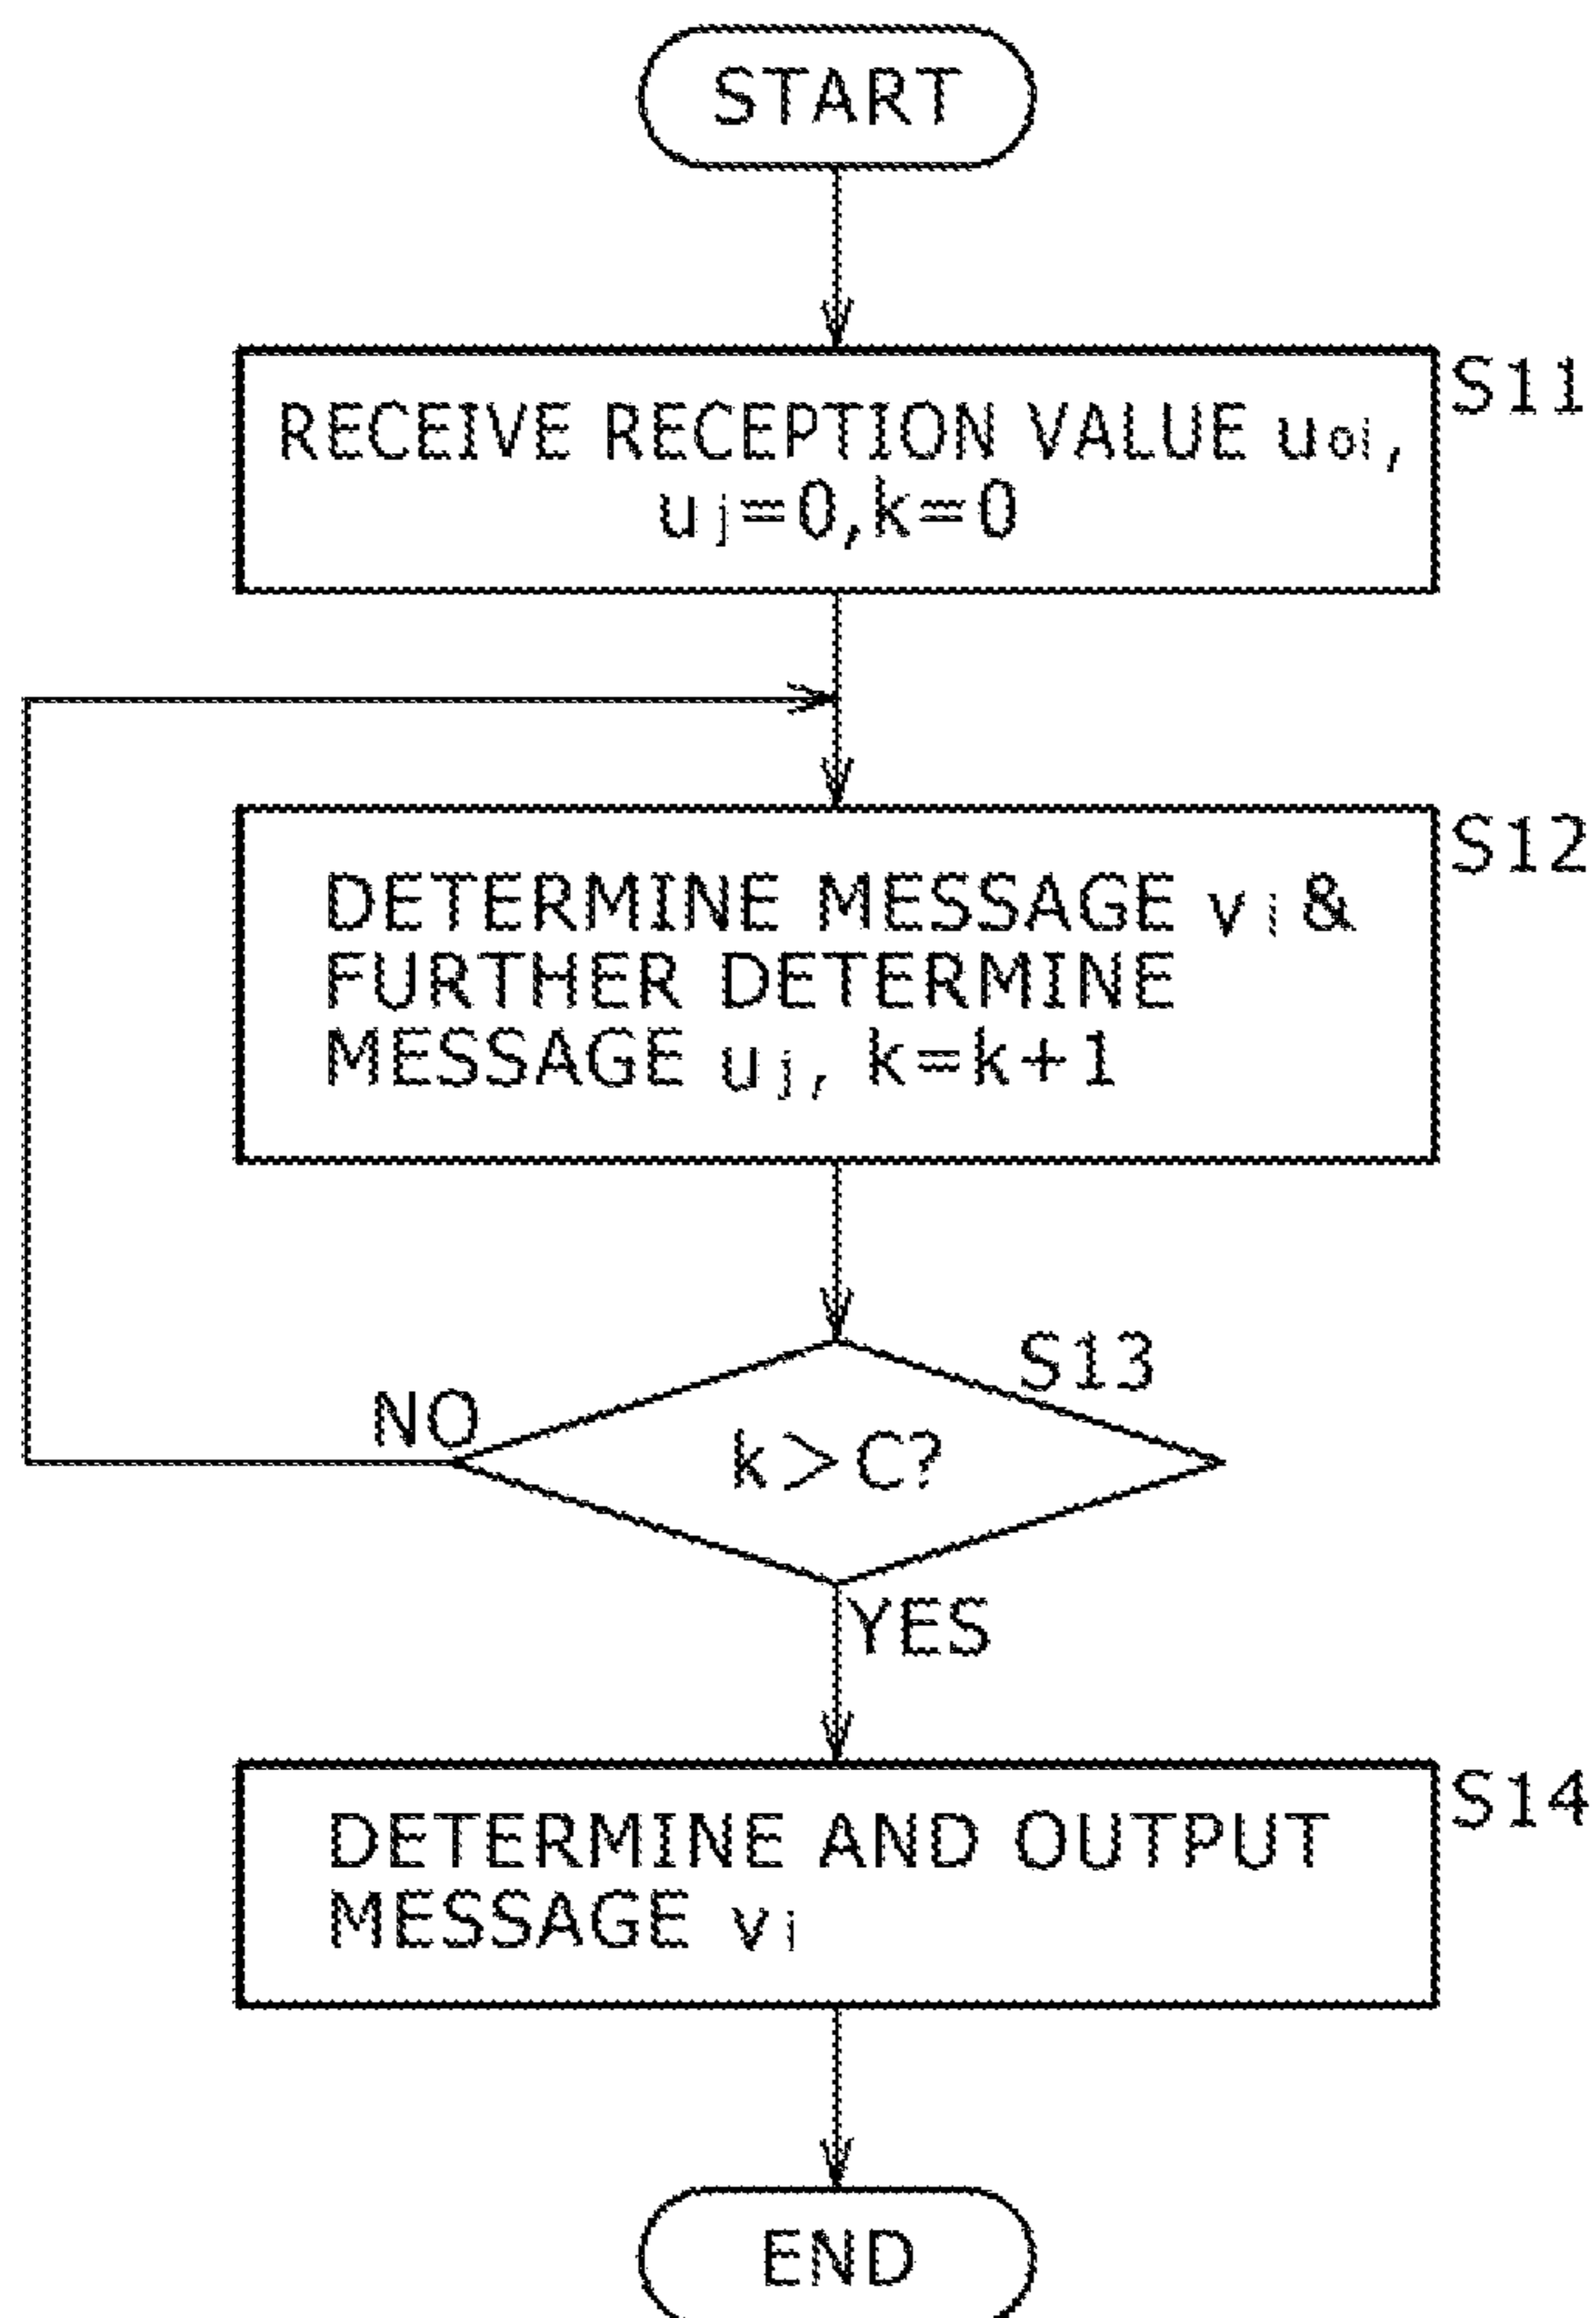 START
S11
RECEIVE RECEPTION VALUE u0i,
uj=0,k=0
S12
DETERMINE MESSAGE vi&
FURTHER DETERMINE
MESSAGE uj, k=k+1
S13
NO
k>C?
YES
S14
DETERMINE AND OUTPUT
MESSAGE vi
END